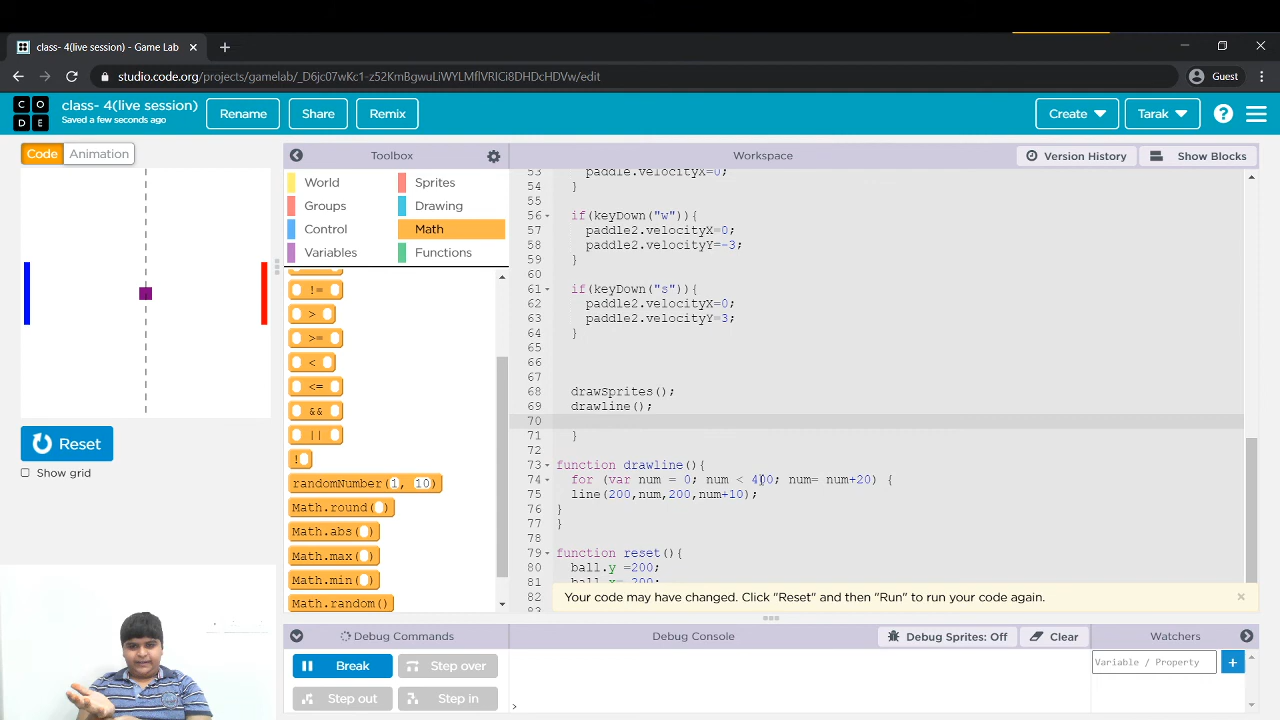 class- 4(live session) - Game Lab
studio.code.org/projects/gamelab/_D6jc07wKc1-z52KmBgwuLiWYLMflVRICi8DHDcHDVw/edit
Guest
C O D E
class- 4(live session)
Saved a few seconds ago
Rename
Share
Remix
Create
Tarak
?
Code
Animation
Toolbox
Workspace
Version History
Show Blocks
World
Sprites
Groups
Drawing
Control
Math
Variables
Functions
!=
>
>=
<
<=
&&
||
!
randomNumber(1, 10)
Math.round()
Math.abs()
Math.max()
Math.min()
Math.random()
Reset
Show grid
53 paddle.velocityX=0;
54 }
55
56 if(keyDown("w")){
57 paddle2.velocityX=0;
58 paddle2.velocityY=-3;
59 }
60
61 if(keyDown("s")){
62 paddle2.velocityX=0;
63 paddle2.velocityY=3;
64 }
65
66
67
68 drawSprites();
69 drawline();
70
71 }
72
73 function drawline(){
74 for (var num = 0; num < 400; num= num+20) {
75 line(200,num,200,num+10);
76 }
77 }
78
79 function reset(){
80 ball.y =200;
81 ball.x= 200;
82
Your code may have changed. Click "Reset" and then "Run" to run your code again.
Debug Commands
Debug Console
Debug Sprites: Off
Clear
Watchers
Break
Step over
Step out
Step in
Variable / Property
>